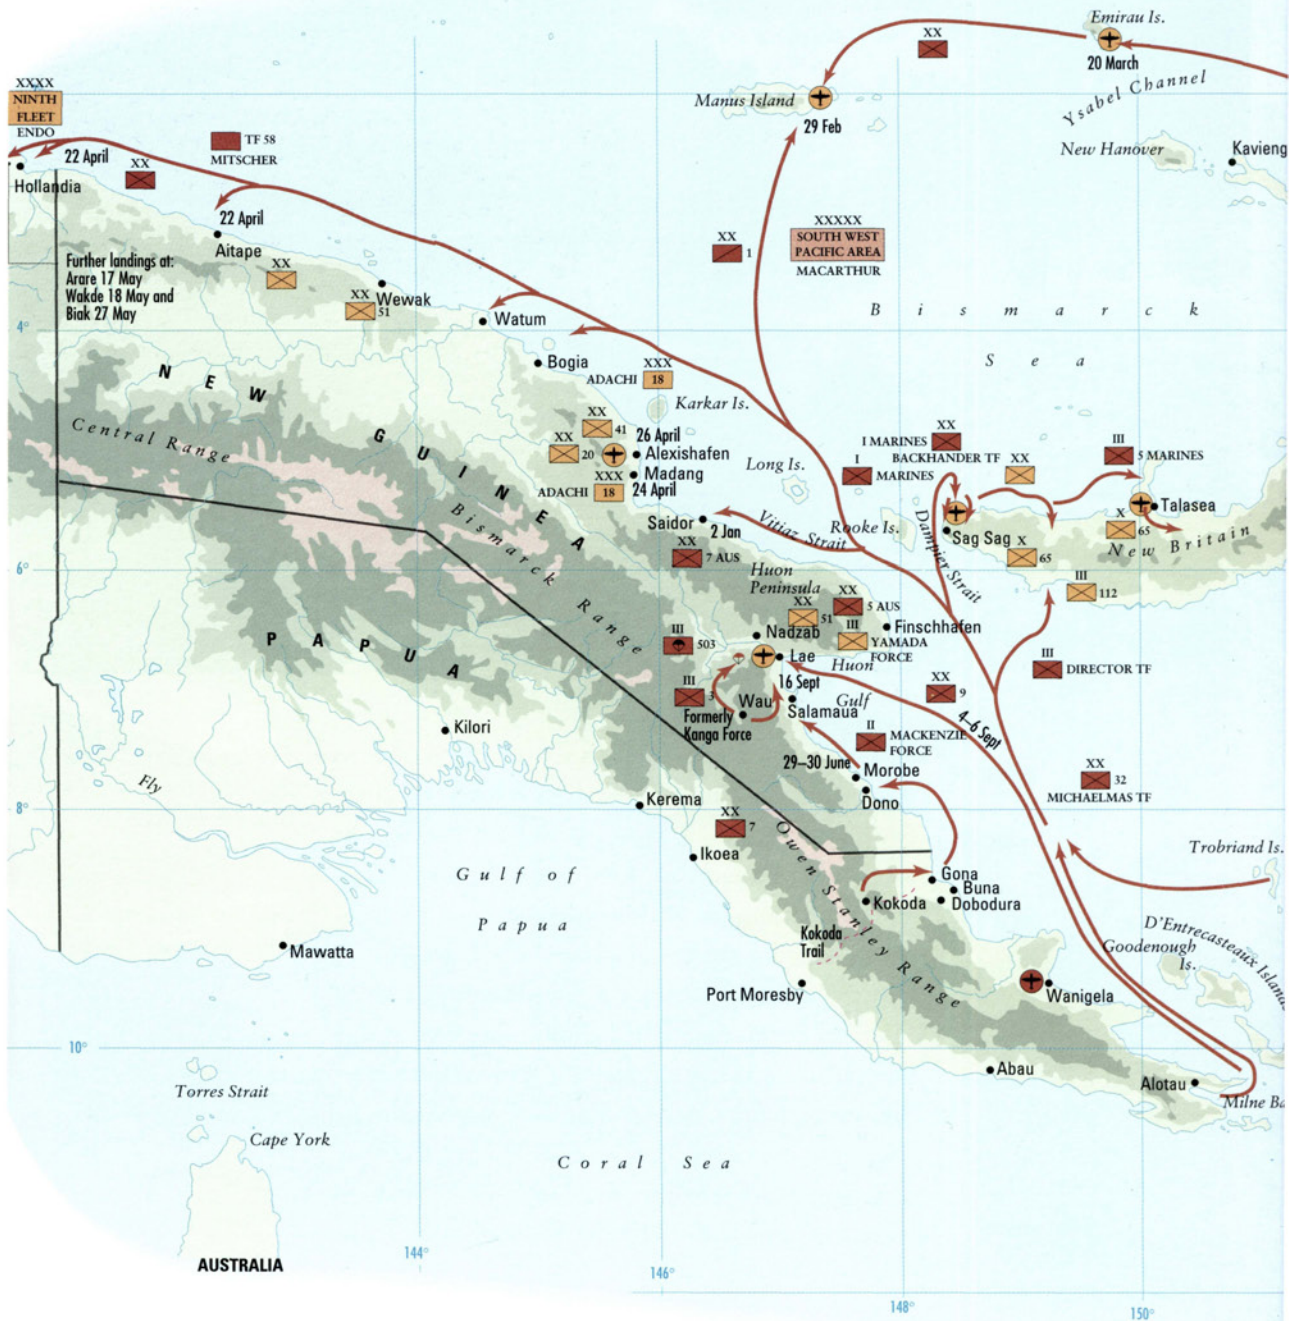 Emirau Is.
XX
20 March
Ysabel Channel
XXXX
NINTH
FLEET
ENDO
Manus Island
29 Feb
New Hanover
Kavieng
TF 58
MITSCHER
22 April
XX
Hollandia
22 April
Aitape
XX
1
XXXXX
SOUTH WEST
PACIFIC AREA
MACARTHUR
Further landings at:
Arare 17 May
Wakde 18 May and
Biak 27 May
XX
XX
51
Wewak
Bismarck
Sea
4°
Watum
Bogia
XXX
ADACHI 18
Karkar Is.
NEW GUINEA
Central Range
XX
41
XX
20
26 April
Alexishafen
Madang
XXX
ADACHI 18
24 April
Long Is.
I
MARINES
XX
I MARINES
BACKHANDER TF
XX
III
5 MARINES
Talasea
Saidor
2 Jan
Vitiaz Strait
Rooke Is.
Dampier Strait
Sag Sag
X
65
X
65
New Britain
Bismarck Range
XX
7 AUS
6°
Huon
Peninsula
III
112
XX
51
XX
5 AUS
III
YAMADA
FORCE
Finschhafen
PAPUA
III
503
Nadzab
Lae
Huon
Gulf
16 Sept
III
3
Wau
Salamaua
Formerly
Kanga Force
XX
9
4–6 Sept
III
DIRECTOR TF
II
MACKENZIE
FORCE
Kilori
29–30 June
Morobe
Dono
XX
32
MICHAELMAS TF
Fly
8°
Kerema
XX
7
Ikoea
Owen Stanley Range
Trobriand Is.
Gulf of
Papua
Gona
Buna
Dobodura
Kokoda
Kokoda
Trail
D'Entrecasteaux Islands
Goodenough
Is.
Mawatta
Port Moresby
Wanigela
10°
Abau
Alotau
Milne Ba
Torres Strait
Cape York
Coral Sea
AUSTRALIA
144°
146°
148°
150°